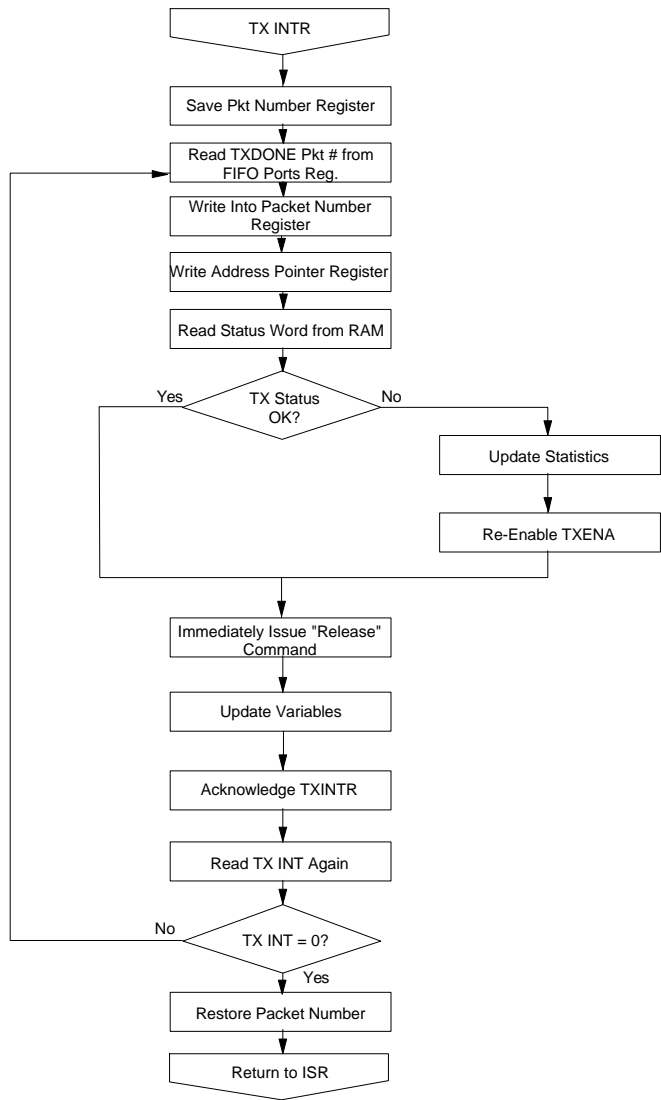 TX INTR
Save Pkt Number Register
Read TXDONE Pkt # from
FIFO Ports Reg.
Write Into Packet Number
Register
Write Address Pointer Register
Read Status Word from RAM
Yes
TX Status
OK?
No
Update Statistics
Re-Enable TXENA
Immediately Issue "Release"
Command
Update Variables
Acknowledge TXINTR
Read TX INT Again
No
TX INT = 0?
Yes
Restore Packet Number
Return to ISR